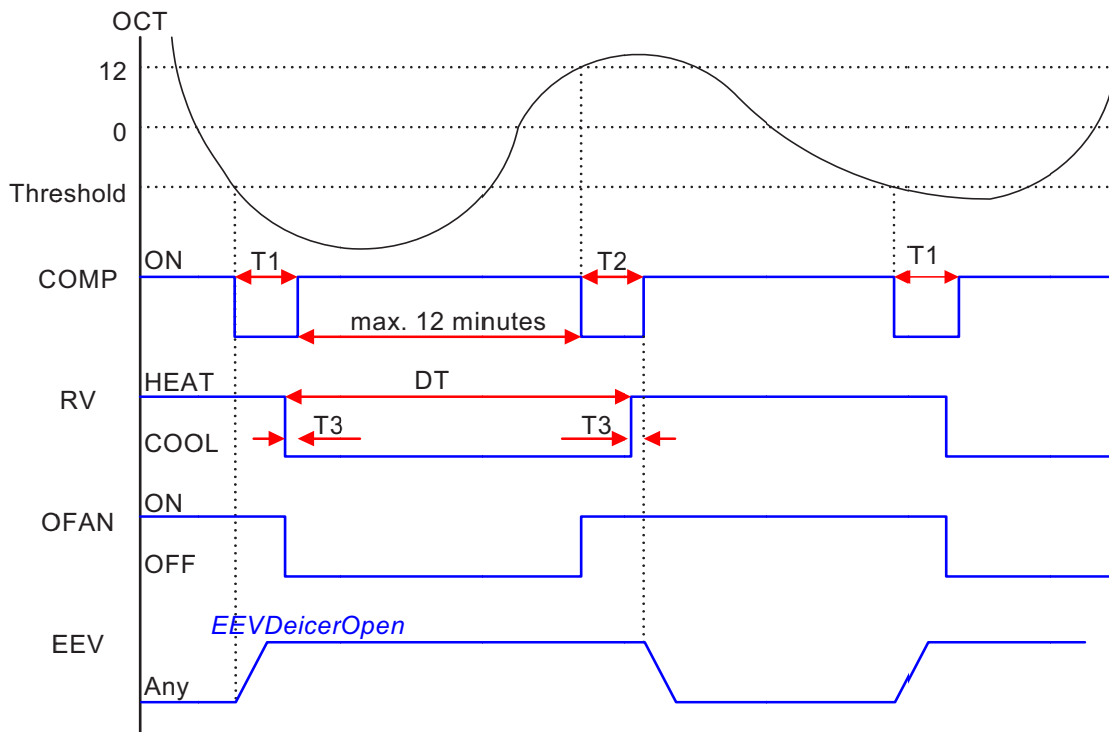 OCT
12
0
Threshold
ON
COMP
T1
T2
T1
max. 12 minutes
HEAT
RV
DT
T3
T3
COOL
ON
OFAN
OFF
EEVDeicerOpen
EEV
Any